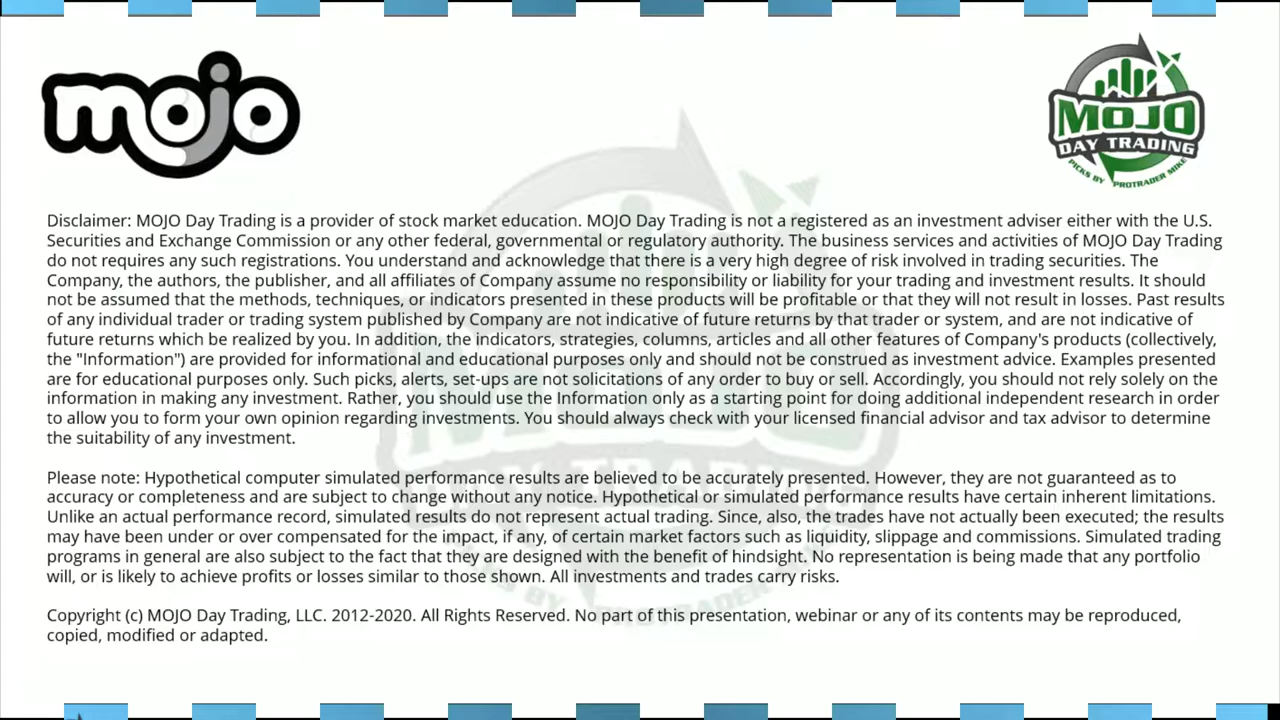 mojo
MOJO
DAY TRADING
PICKS BY PROTRADER MIKE
Disclaimer: MOJO Day Trading is a provider of stock market education. MOJO Day Trading is not a registered as an investment adviser either with the U.S.
Securities and Exchange Commission or any other federal, governmental or regulatory authority. The business services and activities of MOJO Day Trading
do not requires any such registrations. You understand and acknowledge that there is a very high degree of risk involved in trading securities. The
Company, the authors, the publisher, and all affiliates of Company assume no responsibility or liability for your trading and investment results. It should
not be assumed that the methods, techniques, or indicators presented in these products will be profitable or that they will not result in losses. Past results
of any individual trader or trading system published by Company are not indicative of future returns by that trader or system, and are not indicative of
future returns which be realized by you. In addition, the indicators, strategies, columns, articles and all other features of Company's products (collectively,
the "Information") are provided for informational and educational purposes only and should not be construed as investment advice. Examples presented
are for educational purposes only. Such picks, alerts, set-ups are not solicitations of any order to buy or sell. Accordingly, you should not rely solely on the
information in making any investment. Rather, you should use the Information only as a starting point for doing additional independent research in order
to allow you to form your own opinion regarding investments. You should always check with your licensed financial advisor and tax advisor to determine
the suitability of any investment.
Please note: Hypothetical computer simulated performance results are believed to be accurately presented. However, they are not guaranteed as to
accuracy or completeness and are subject to change without any notice. Hypothetical or simulated performance results have certain inherent limitations.
Unlike an actual performance record, simulated results do not represent actual trading. Since, also, the trades have not actually been executed; the results
may have been under or over compensated for the impact, if any, of certain market factors such as liquidity, slippage and commissions. Simulated trading
programs in general are also subject to the fact that they are designed with the benefit of hindsight. No representation is being made that any portfolio
will, or is likely to achieve profits or losses similar to those shown. All investments and trades carry risks.
Copyright (c) MOJO Day Trading, LLC. 2012-2020. All Rights Reserved. No part of this presentation, webinar or any of its contents may be reproduced,
copied, modified or adapted.